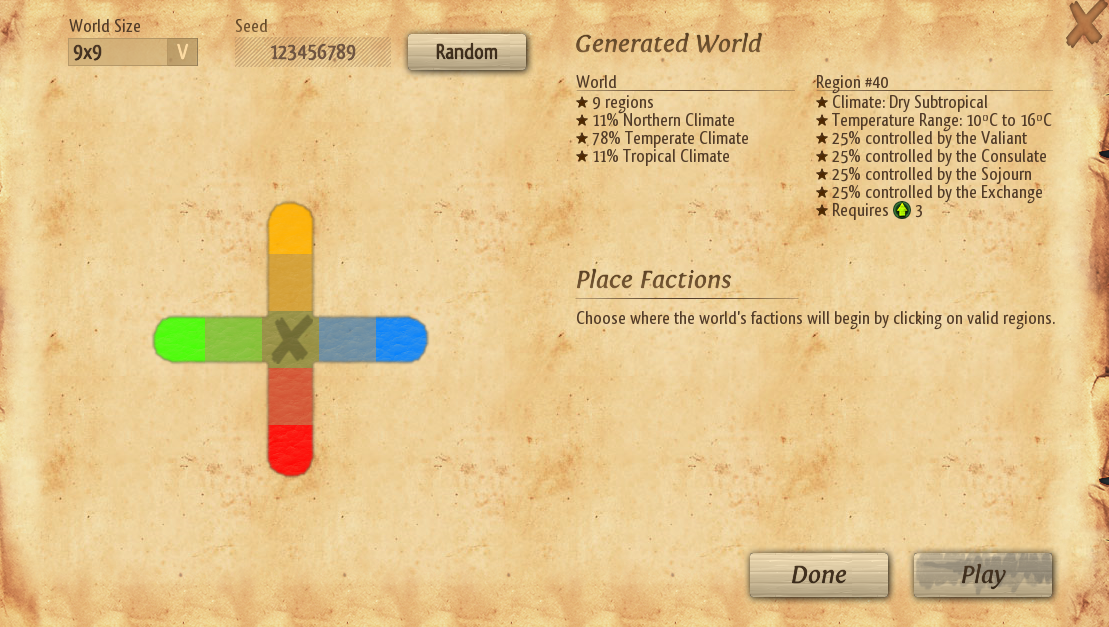 World Size
9x9
V
Seed
123456789
Random
Generated World
World
★ 9 regions
★ 11% Northern Climate
★ 78% Temperate Climate
★ 11% Tropical Climate
Region #40
★ Climate: Dry Subtropical
★ Temperature Range: 10ºC to 16ºC
★ 25% controlled by the Valiant
★ 25% controlled by the Consulate
★ 25% controlled by the Sojourn
★ 25% controlled by the Exchange
★ Requires 3
Place Factions
Choose where the world's factions will begin by clicking on valid regions.
Done
Play